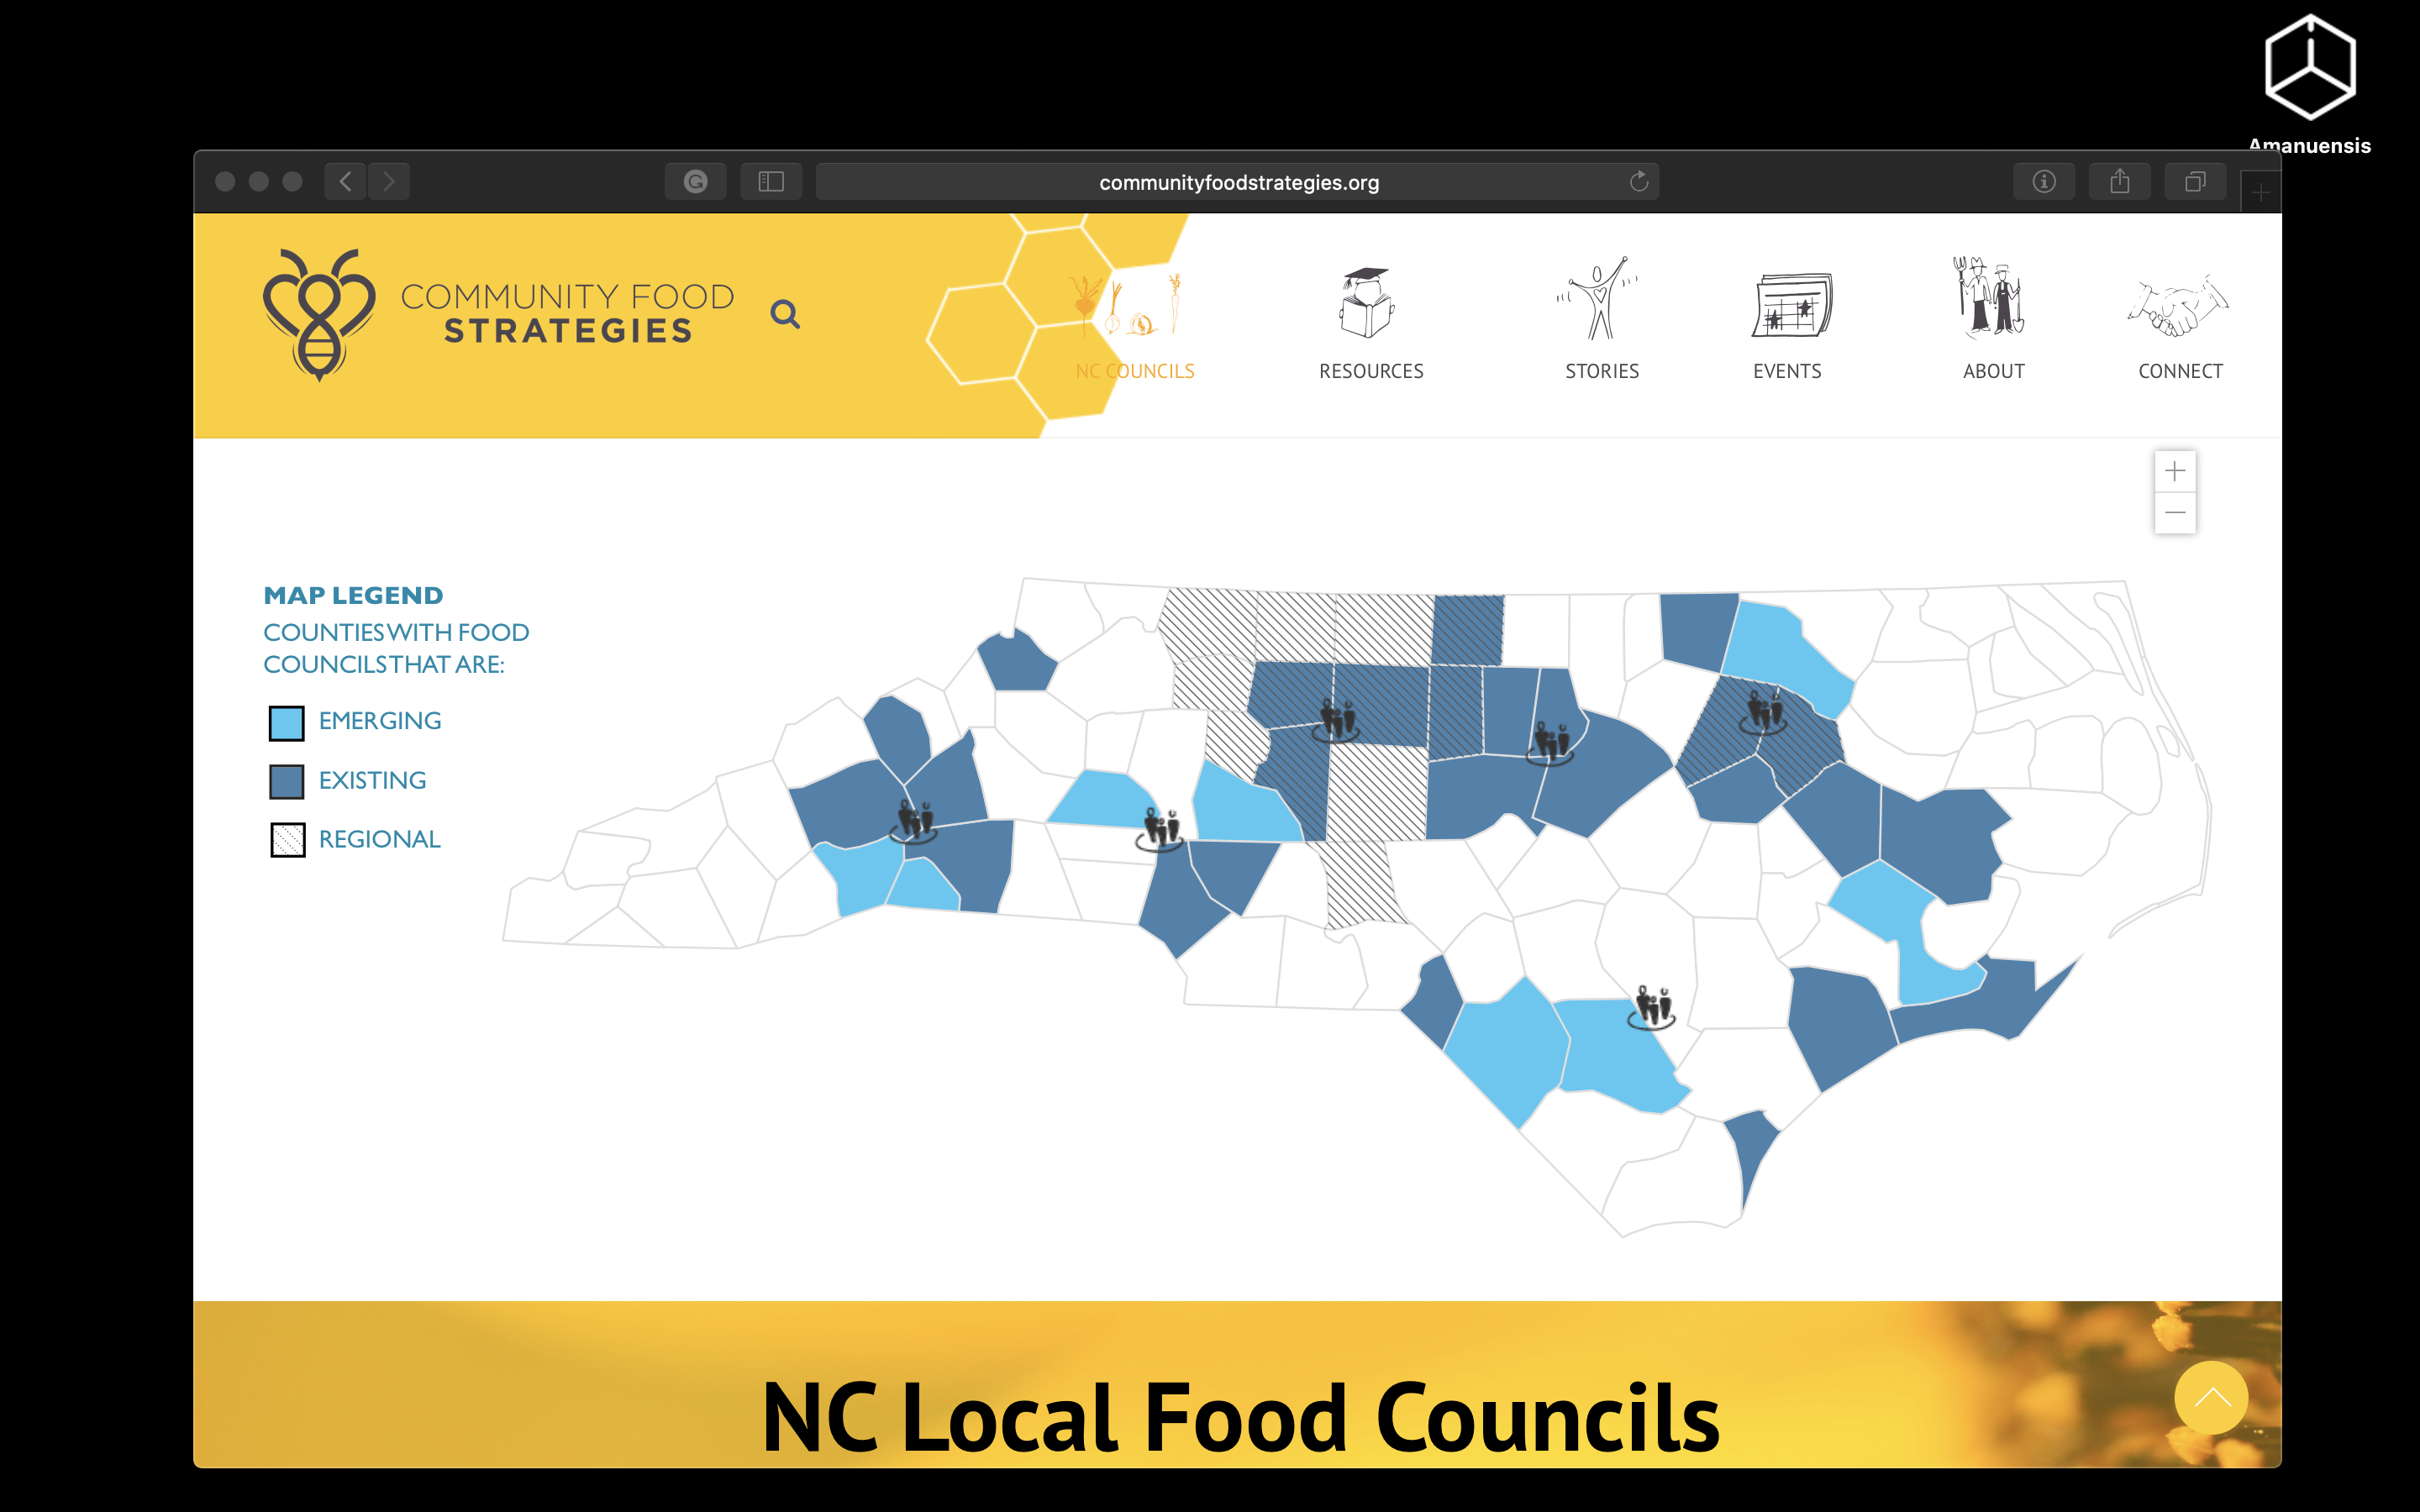 Amanuensis
communityfoodstrategies.org
COMMUNITY FOOD
STRATEGIES
NC COUNCILS
RESOURCES
STORIES
EVENTS
ABOUT
CONNECT
MAP LEGEND
COUNTIES WITH FOOD
COUNCILS THAT ARE:
EMERGING
EXISTING
REGIONAL
NC Local Food Councils